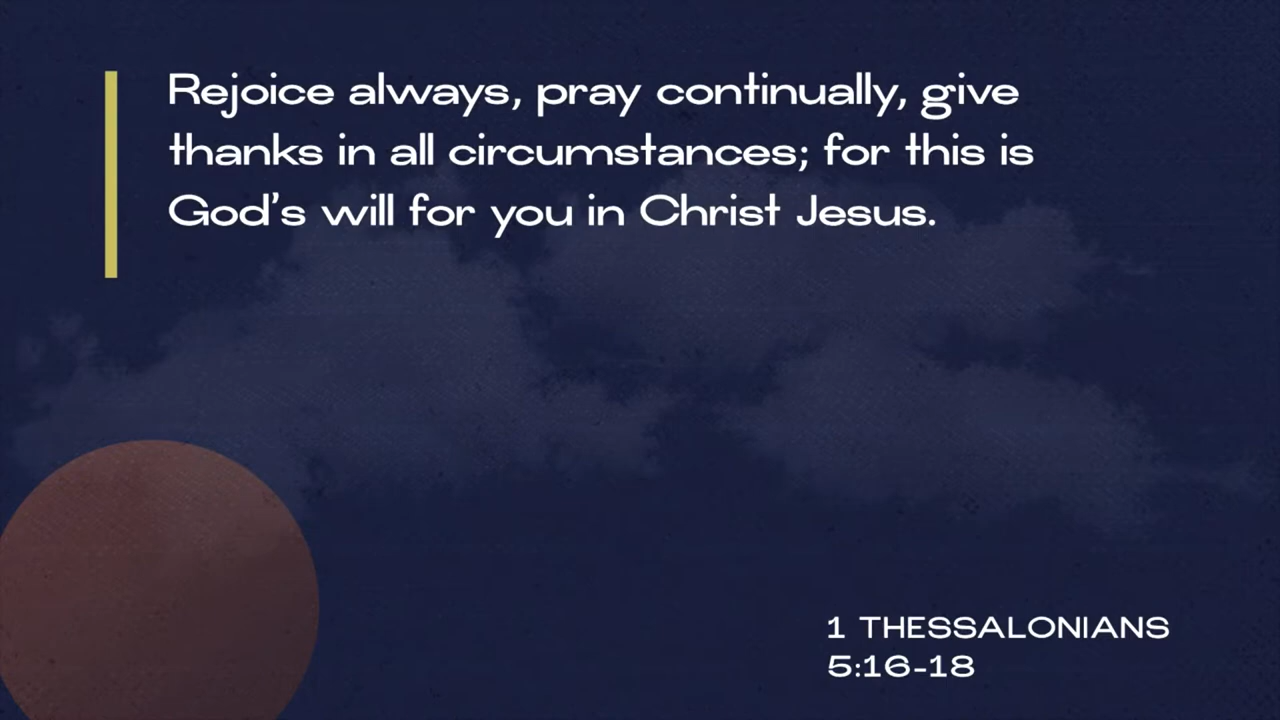 Rejoice always, pray continually, give
thanks in all circumstances; for this is
God’s will for you in Christ Jesus.
1 THESSALONIANS
5:16-18